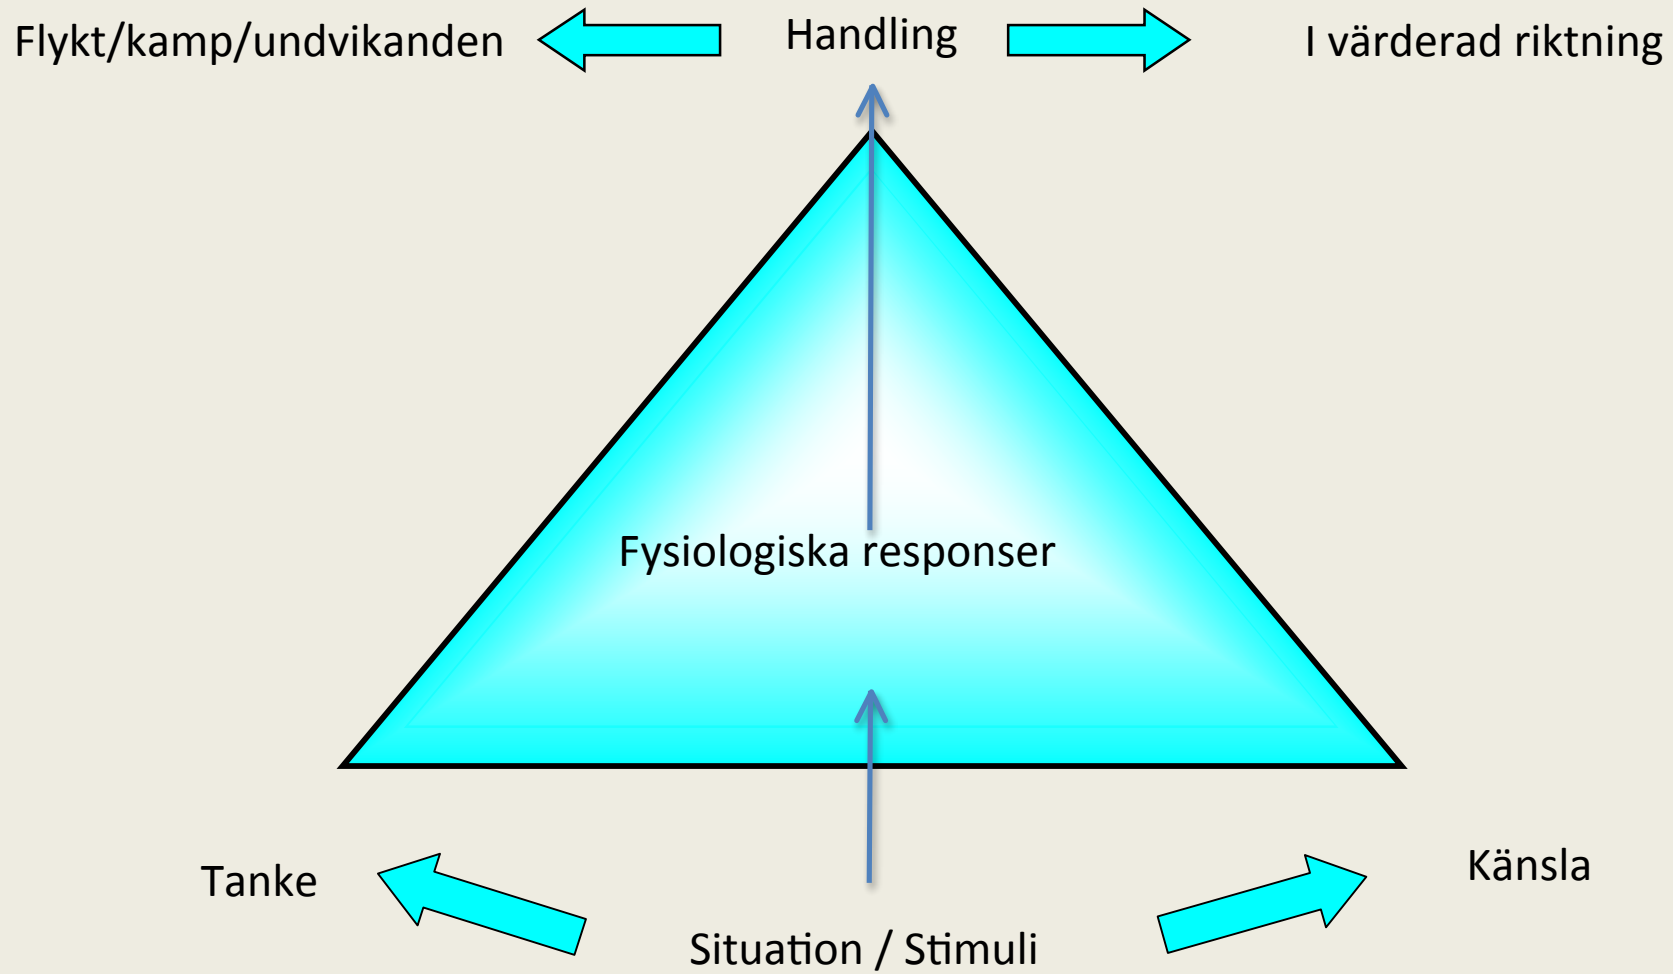 Flykt/kamp/undvikanden
Handling
I värderad riktning
Fysiologiska responser
Tanke
Känsla
Situation / Stimuli